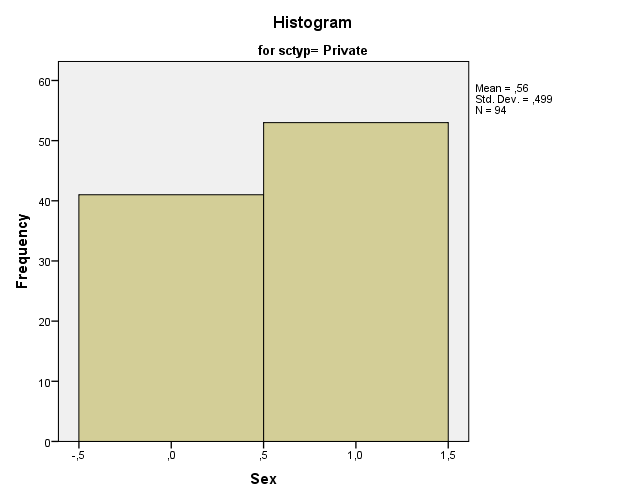 Histogram
for sctyp= Private
Mean = ,56
Std. Dev. = ,499
N = 94
Frequency
60
50
40
30
20
10
0
-,5
,0
,5
1,0
1,5
Sex